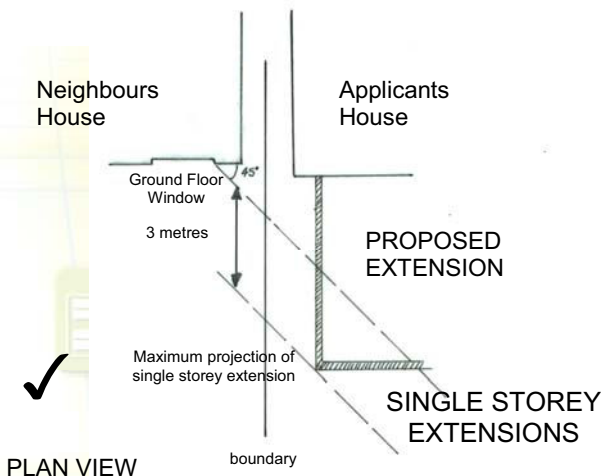 Neighbours
House
Applicants
House
45°
Ground Floor
Window
3 metres
PROPOSED
EXTENSION
Maximum projection of
single storey extension
SINGLE STOREY
EXTENSIONS
PLAN VIEW
boundary